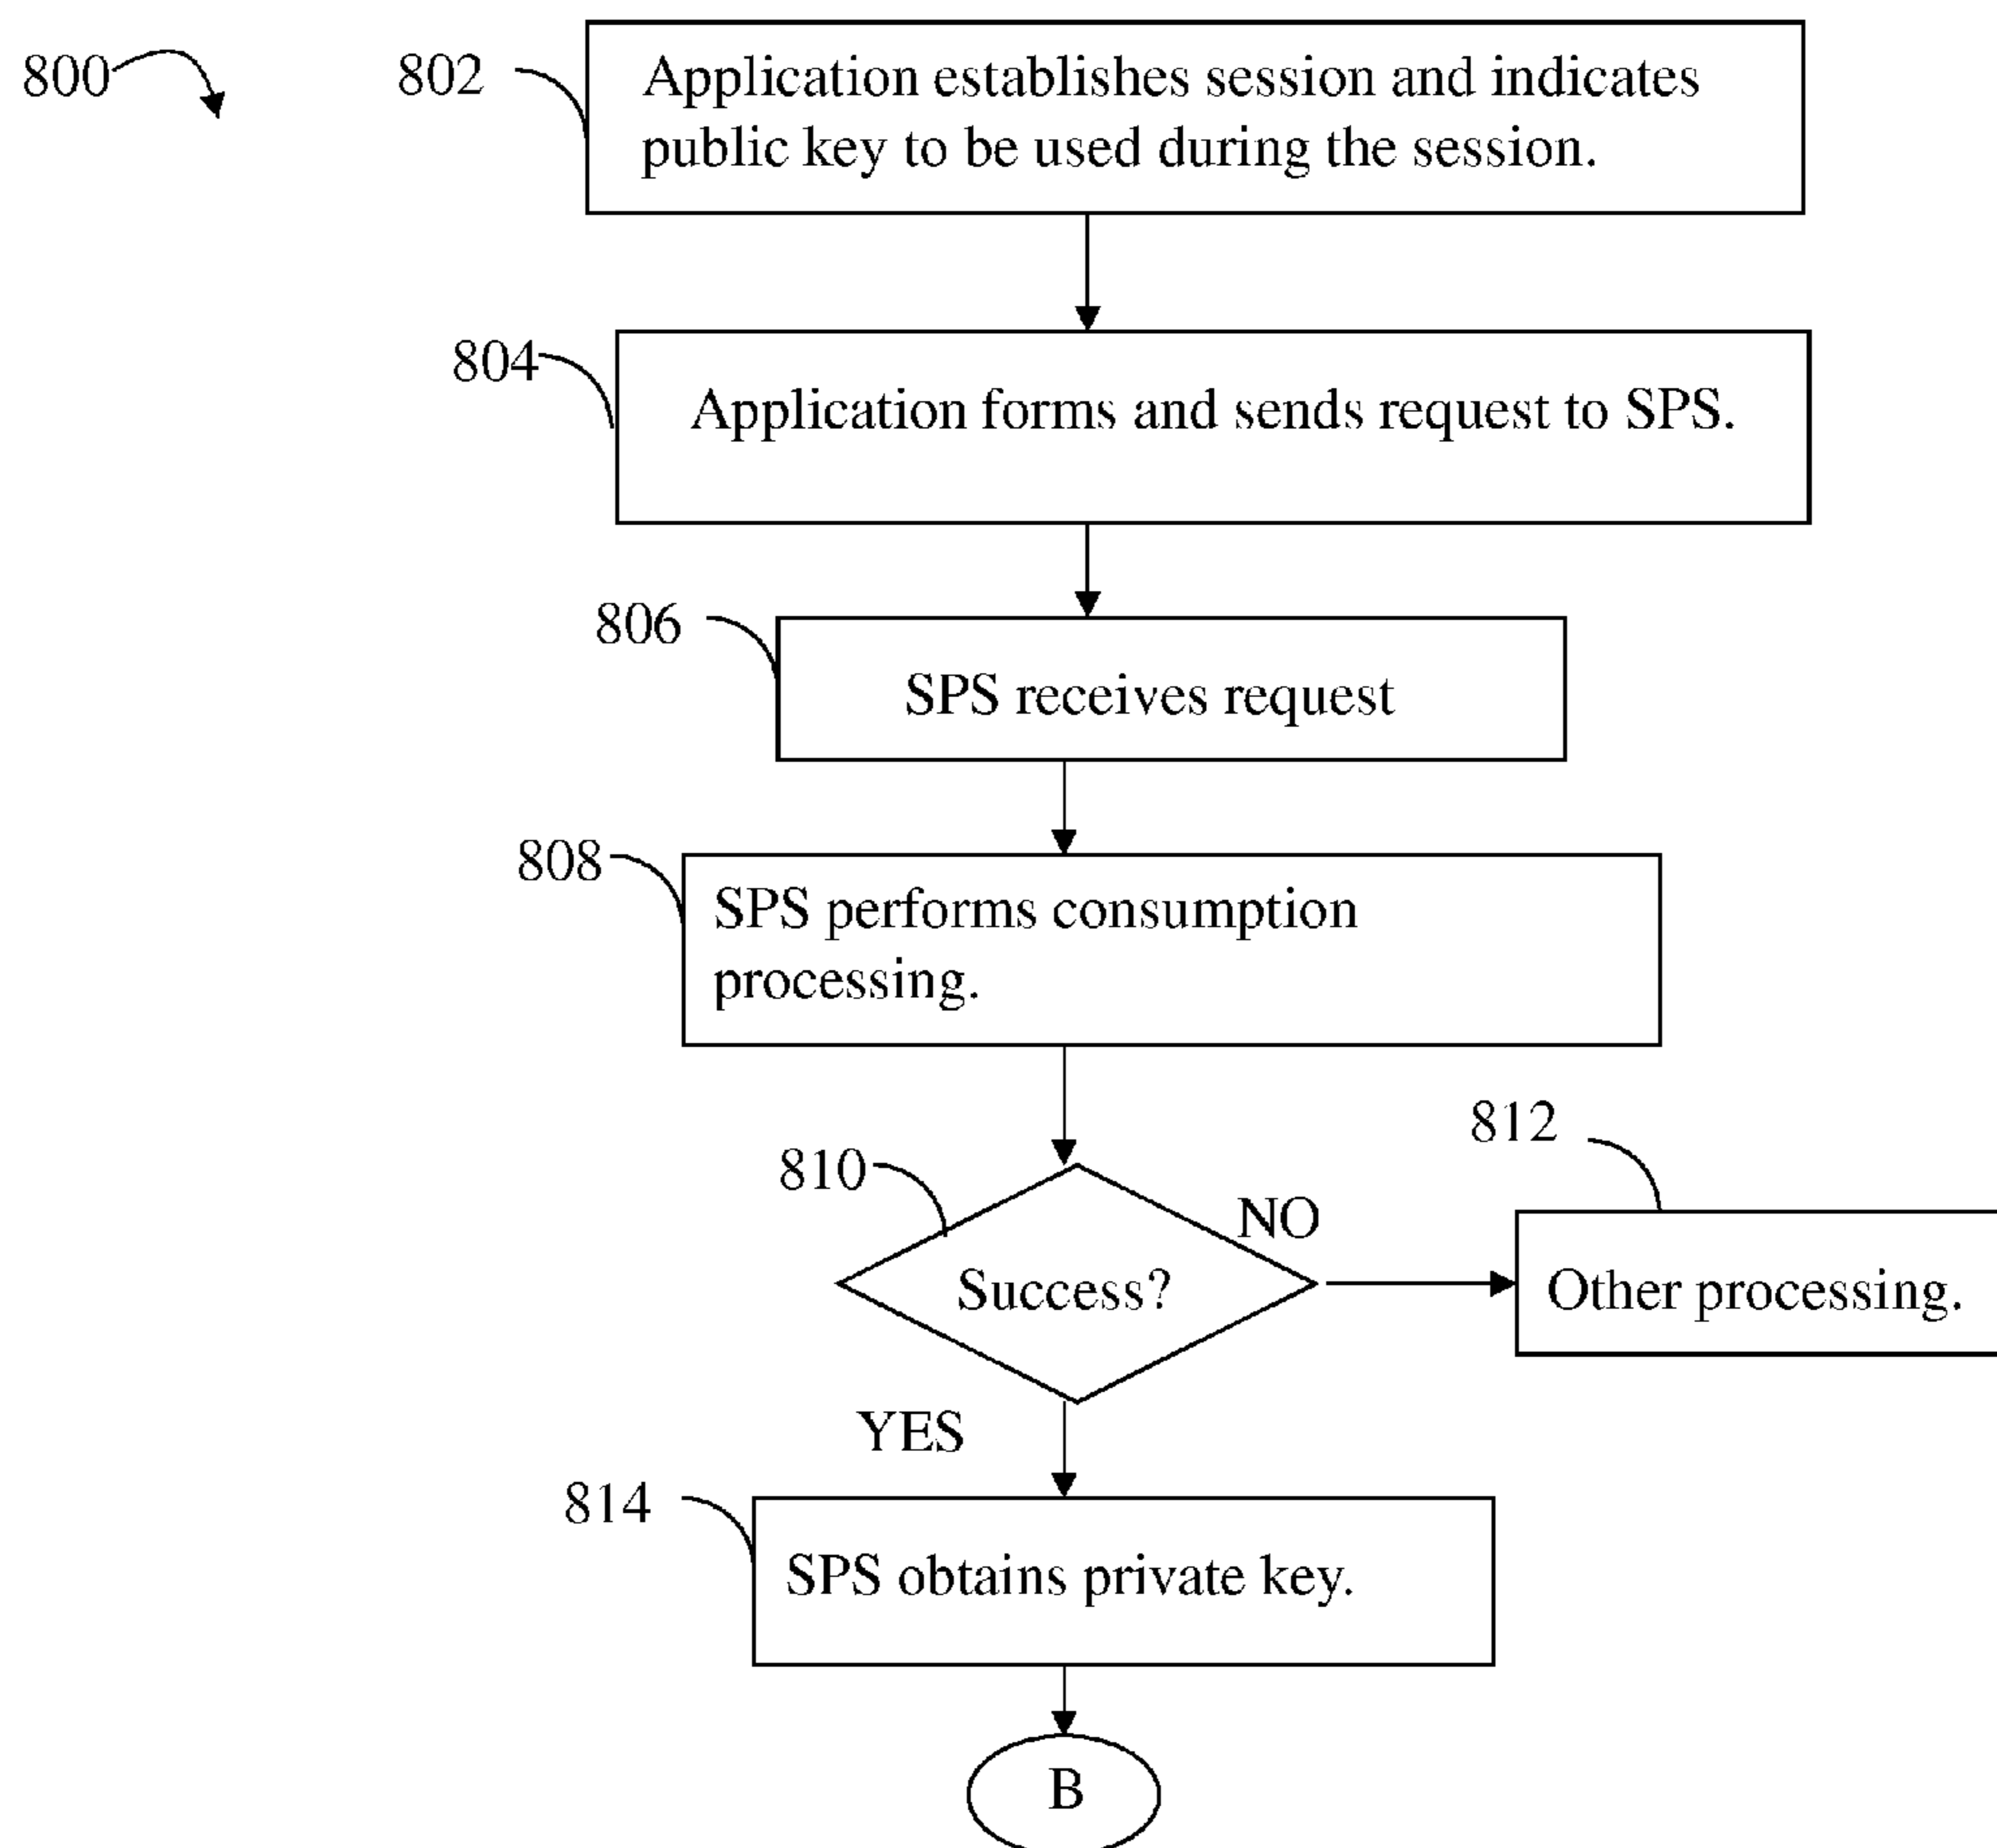 800
802
Application establishes session and indicates
public key to be used during the session.
804
Application forms and sends request to SPS.
806
SPS receives request
808
SPS performs consumption
processing.
810
Success?
NO
812
Other processing.
YES
814
SPS obtains private key.
B